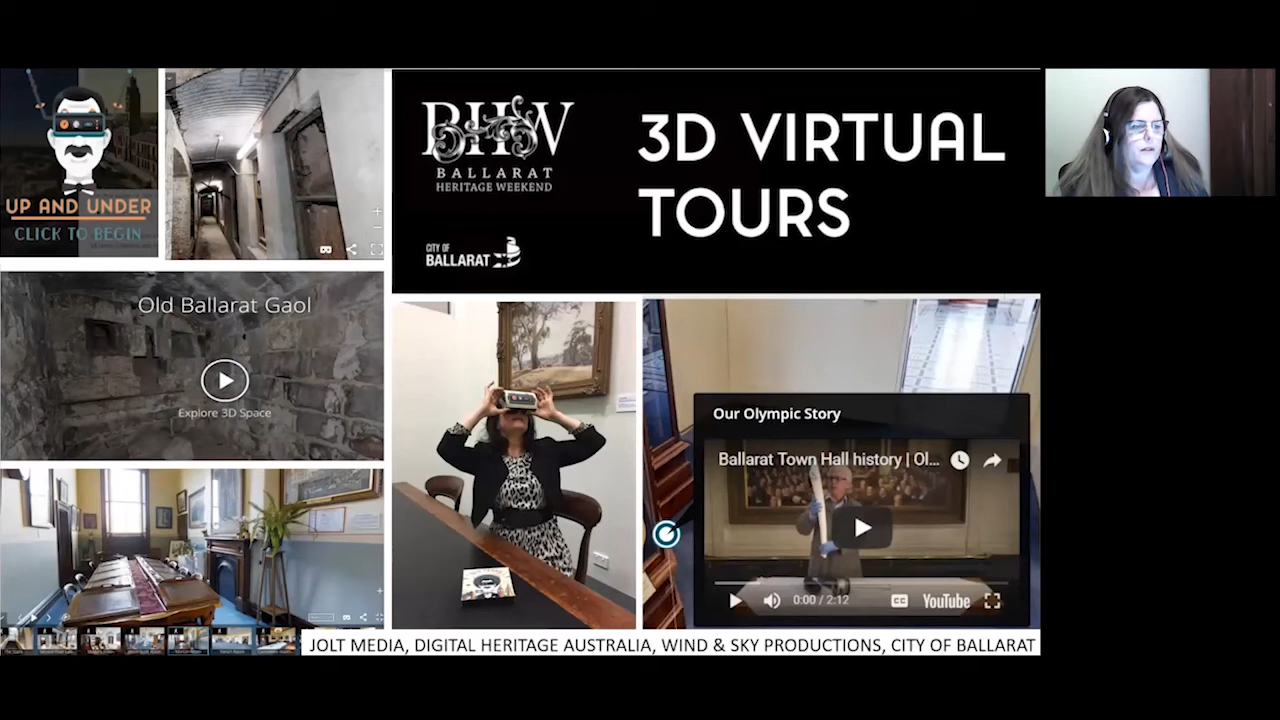 UP AND UNDER
CLICK TO BEGIN
BHW
BALLARAT
HERITAGE WEEKEND
CITY OF
BALLARAT
3D VIRTUAL
TOURS
Old Ballarat Gaol
Explore 3D Space
Our Olympic Story
Ballarat Town Hall history | Ol...
0:00 / 2:12
CC
YouTube
JOLT MEDIA, DIGITAL HERITAGE AUSTRALIA, WIND & SKY PRODUCTIONS, CITY OF BALLARAT